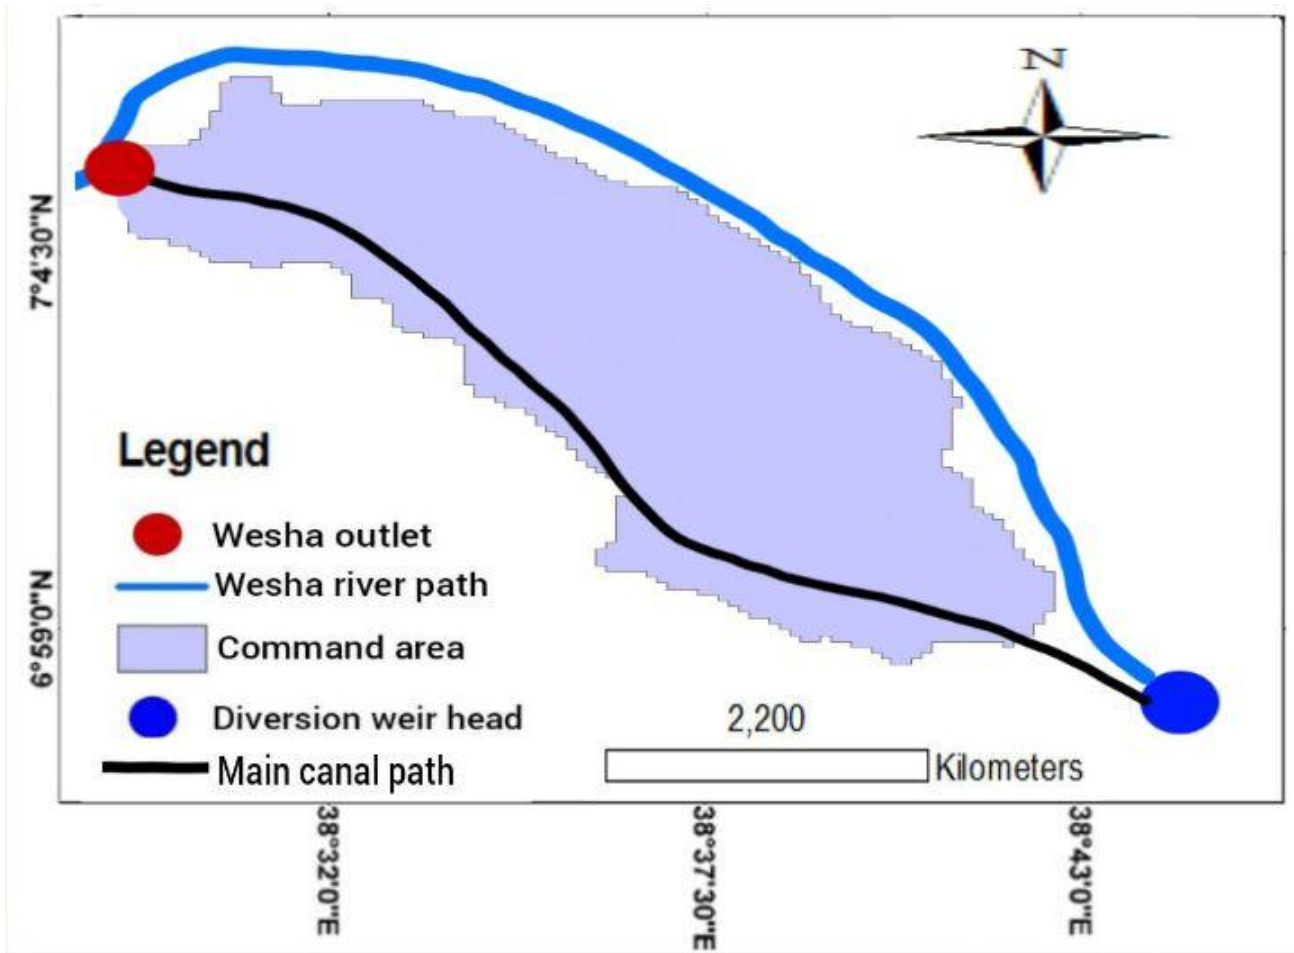 N
7°4'30"N
6°59'0"N
Legend
Wesha outlet
Wesha river path
Command area
Diversion weir head
Main canal path
2,200
Kilometers
38°32'0"E
38°37'30"E
38°43'0"E